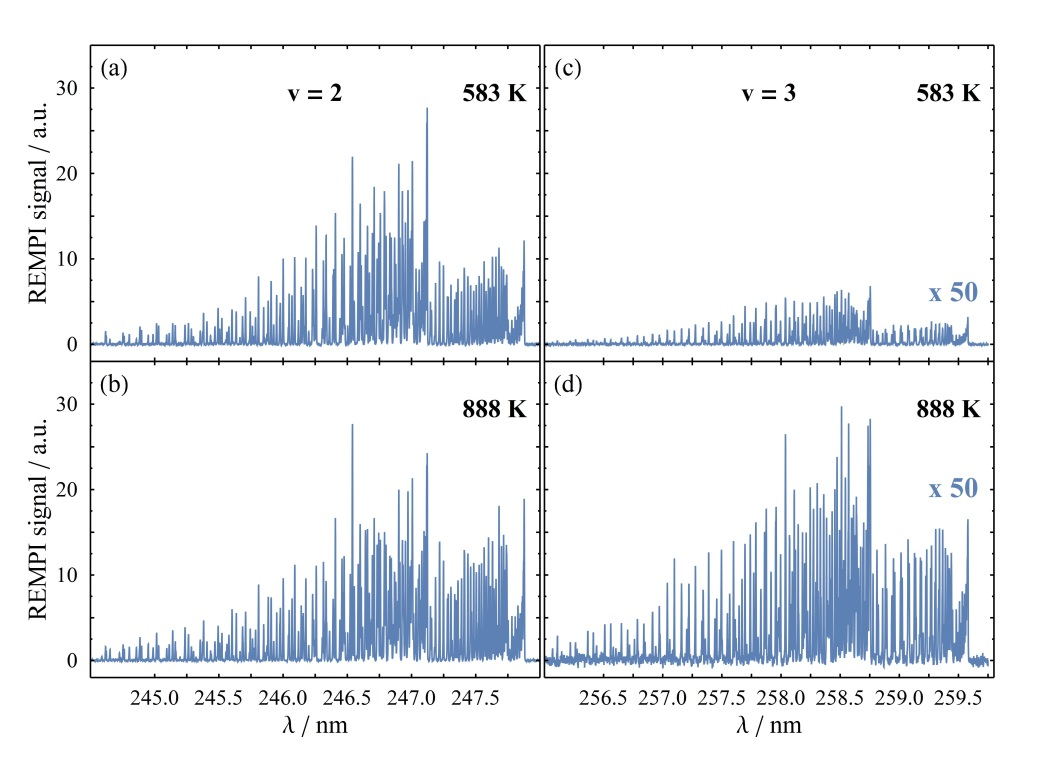 (a)
v = 2
583 K
(c)
v = 3
583 K
x 50
30
20
10
0
REMPI signal / a.u.
(b)
888 K
(d)
888 K
x 50
30
20
10
0
REMPI signal / a.u.
245.0 245.5 246.0 246.5 247.0 247.5
256.5 257.0 257.5 258.0 258.5 259.0 259.5
λ / nm
λ / nm